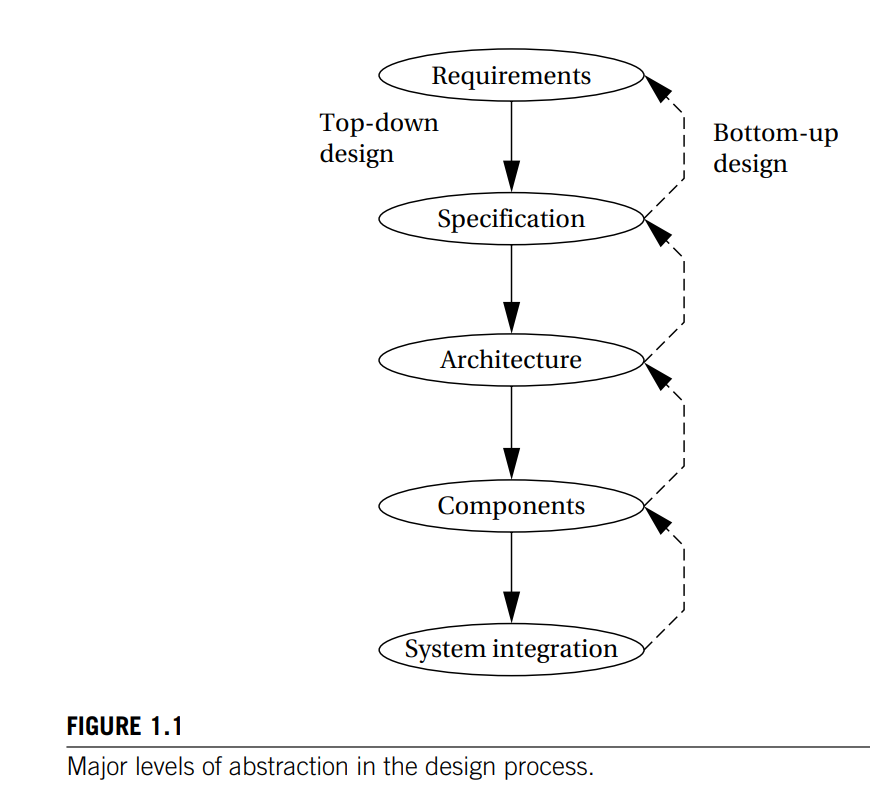 Requirements
Top-down
design
Bottom-up
design
Specification
Architecture
Components
System integration
FIGURE 1.1
Major levels of abstraction in the design process.